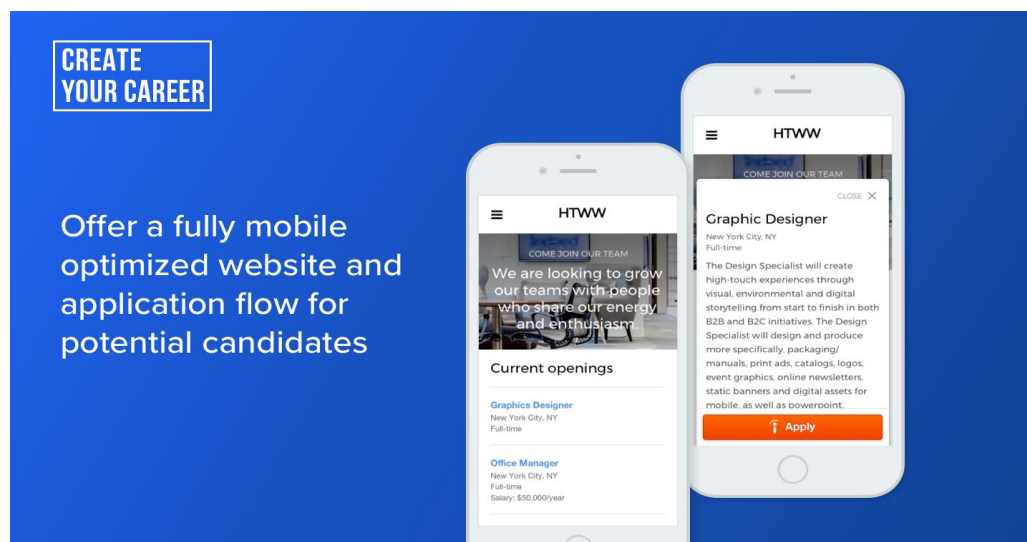 CREATE
YOUR CAREER
Offer a fully mobile
optimized website and
application flow for
potential candidates
HTWW
COME JOIN OUR TEAM
We are looking to grow
our teams with people
who share our energy
and enthusiasm.
Current openings
Graphics Designer
New York City, NY
Full-time
Office Manager
New York City, NY
Full-time
Salary: $50,000/year
HTWW
indeed
COME JOIN OUR TEAM
CLOSE
Graphic Designer
New York City, NY
Full-time
The Design Specialist will create
high-touch experiences through
visual, environmental and digital
storytelling from start to finish in both
B2B and B2C initiatives. The Design
Specialist will design and produce
more specifically, packaging/
manuals, print ads, catalogs, logos,
event graphics, online newsletters,
static banners and digital assets for
mobile, as well as powerpoint,
Apply